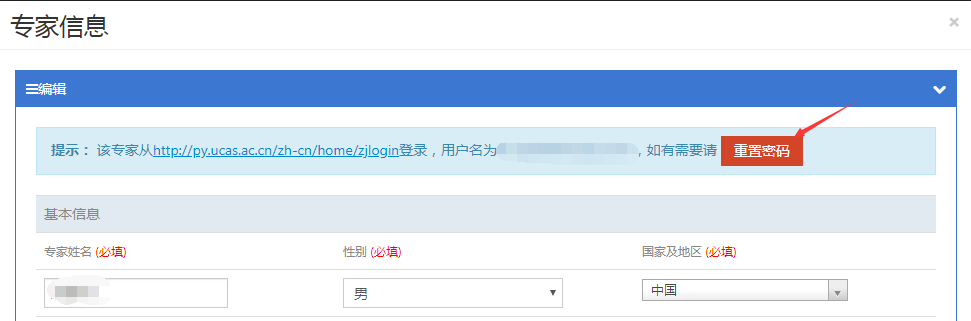 专家信息
×
编辑
提示： 该专家从http://py.ucas.ac.cn/zh-cn/home/zjlogin登录，用户名为，如有需要请 重置密码
基本信息
专家姓名 (必填) 性别 (必填) 国家及地区 (必填)
男 中国